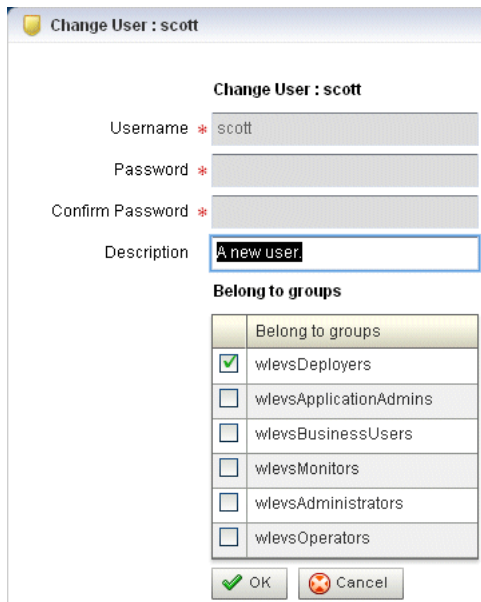 Change User : scott
Change User : scott
Username * scott
Password *
Confirm Password *
Description A new user.
Belong to groups
Belong to groups
wlevsDeployers
wlevsApplicationAdmins
wlevsBusinessUsers
wlevsMonitors
wlevsAdministrators
wlevsOperators
OK Cancel